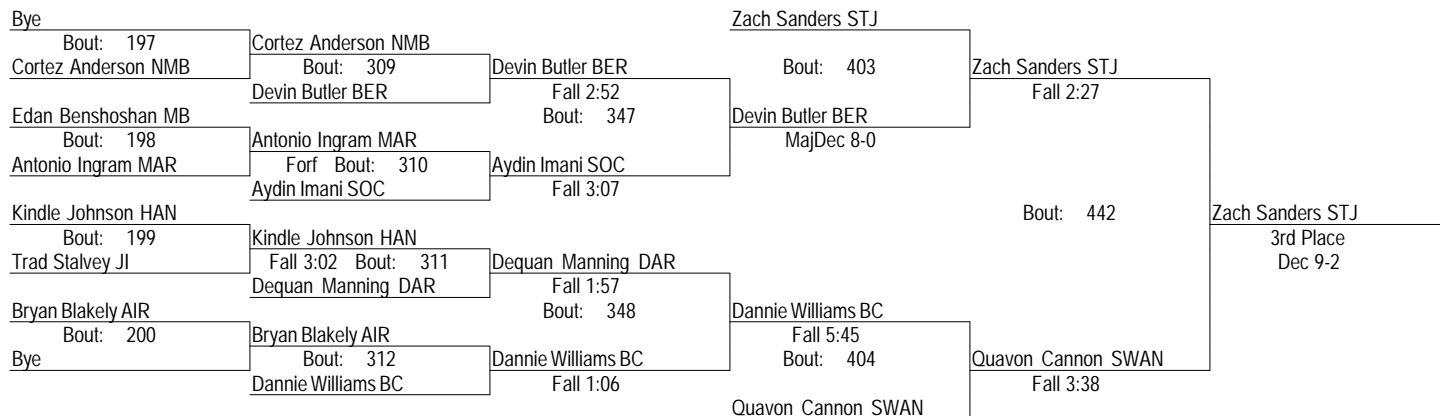 Bye
Zach Sanders STJ
Bout: 197
Cortez Anderson NMB
Cortez Anderson NMB
Bout: 309
Devin Butler BER
Bout: 403
Zach Sanders STJ
Devin Butler BER
Fall 2:52
Fall 2:27
Edan Benshoshan MB
Bout: 347
Devin Butler BER
Bout: 198
Antonio Ingram MAR
MajDec 8-0
Antonio Ingram MAR
Forf Bout: 310
Aydin Imani SOC
Aydin Imani SOC
Fall 3:07
Kindle Johnson HAN
Bout: 442
Zach Sanders STJ
Bout: 199
Kindle Johnson HAN
3rd Place
Trad Stalvey JI
Fall 3:02 Bout: 311
Dequan Manning DAR
Dec 9-2
Dequan Manning DAR
Fall 1:57
Bryan Blakely AIR
Bout: 348
Dannie Williams BC
Bout: 200
Bryan Blakely AIR
Fall 5:45
Bye
Bout: 312
Dannie Williams BC
Bout: 404
Quavon Cannon SWAN
Dannie Williams BC
Fall 1:06
Fall 3:38
Quavon Cannon SWAN